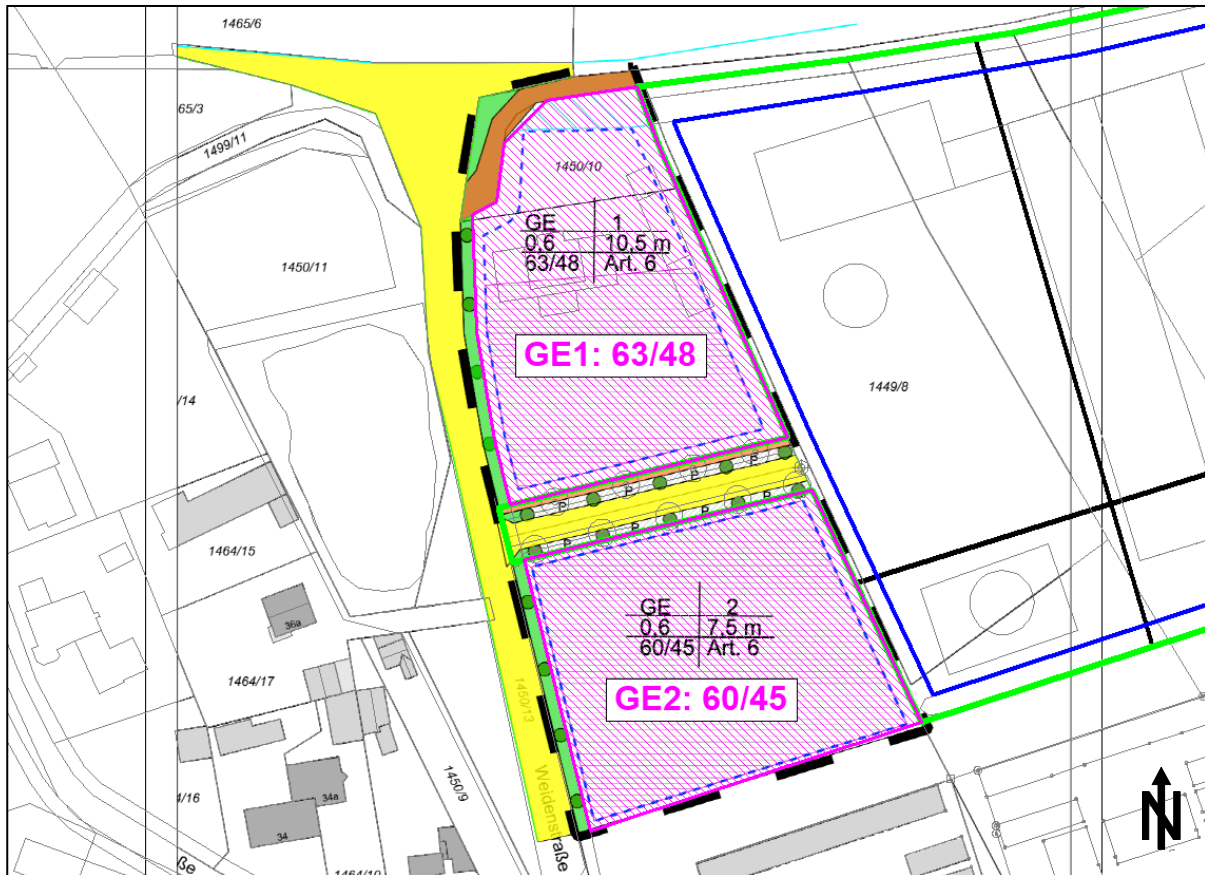 1465/6
65/3
1499/11
1450/10
GE 1
0,6 10,5 m
63/48 Art. 6
1450/11
GE1: 63/48
1449/8
/14
P P P P
P P P P
1464/15
36a
GE 2
0,6 7,5 m
60/45 Art. 6
1464/17
1450/13
GE2: 60/45
1450/9
Weidenstraße
34a
4/16
34
ße
1464/10
N